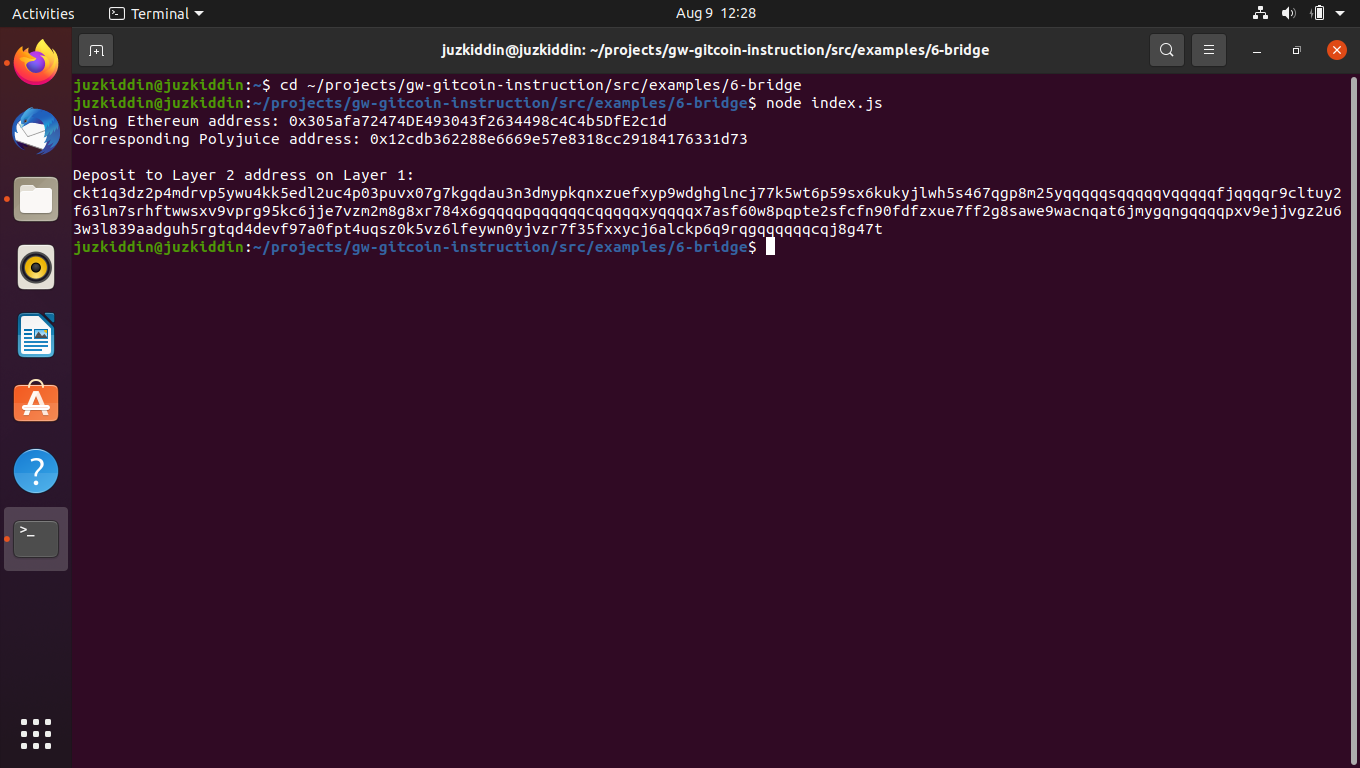 Activities Terminal Aug 9 12:28
juzkiddin@juzkiddin: ~/projects/gw-gitcoin-instruction/src/examples/6-bridge
juzkiddin@juzkiddin:~$ cd ~/projects/gw-gitcoin-instruction/src/examples/6-bridge
juzkiddin@juzkiddin:~/projects/gw-gitcoin-instruction/src/examples/6-bridge$ node index.js
Using Ethereum address: 0x305afa72474DE493043f2634498c4C4b5DfE2c1d
Corresponding Polyjuice address: 0x12cdb362288e6669e57e8318cc29184176331d73
Deposit to Layer 2 address on Layer 1:
ckt1q3dz2p4mdrvp5ywu4kk5edl2uc4p03puvx07g7kgqdau3n3dmypkqnxzuefxyp9wdghglncj77k5wt6p59sx6kukyjlwh5s467qgp8m25yqqqqqsqqqqqvqqqqqfjqqqqr9cltuy2
f63lm7srhftwwsxv9vprg95kc6jje7vzm2m8g8xr784x6gqqqqpqqqqqqcqqqqqxyqqqqx7asf60w8pqpte2sfcfn90fdfzxue7ff2g8sawe9wacnqat6jmygqngqqqqpxv9ejjvgz2u6
3w3l839aadguh5rgtqd4devf97a0fpt4uqsz0k5vz6lfeywn0yjvzr7f35fxxycj6alckp6q9rqgqqqqqqcqj8g47t
juzkiddin@juzkiddin:~/projects/gw-gitcoin-instruction/src/examples/6-bridge$